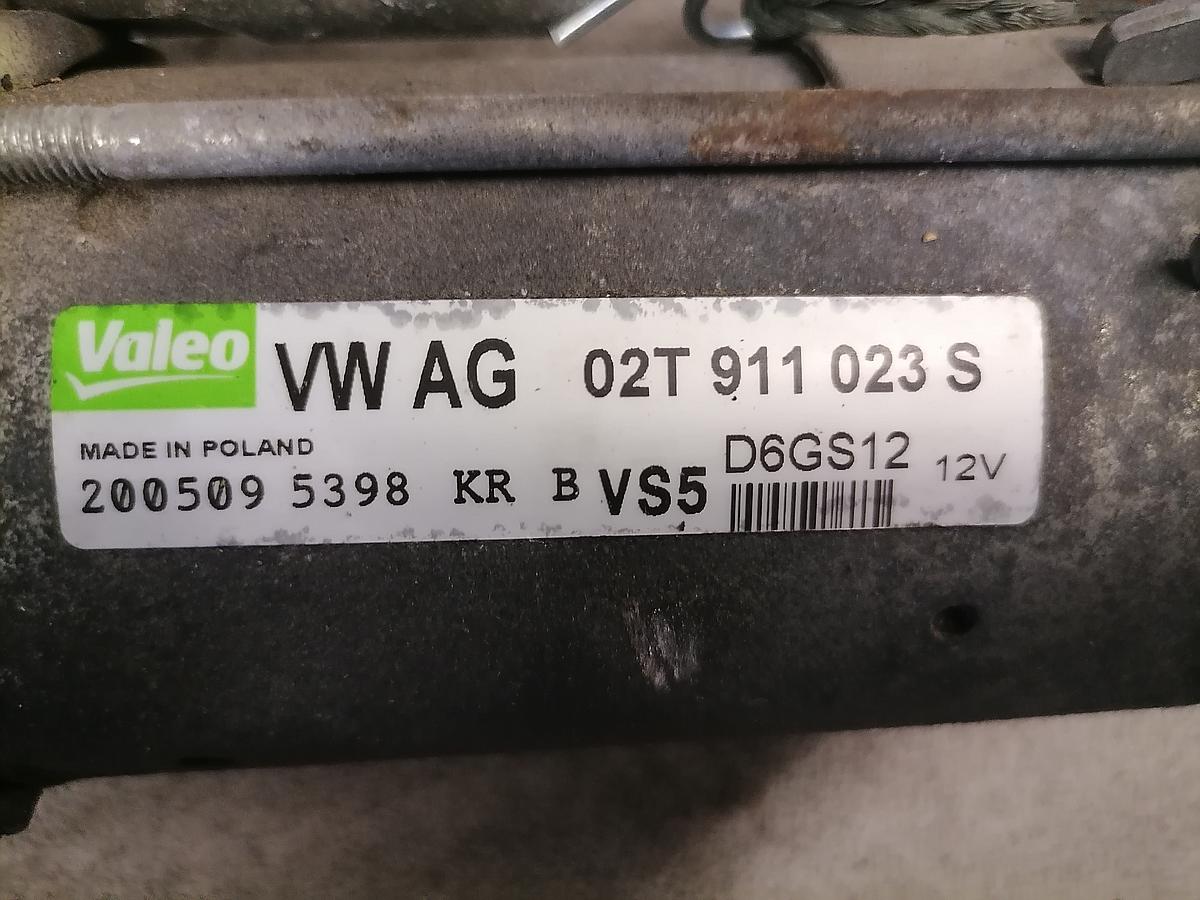 Valeo
VW AG 02T 911 023 S
MADE IN POLAND
200509 5398 KR B VS5
D6GS12 12V